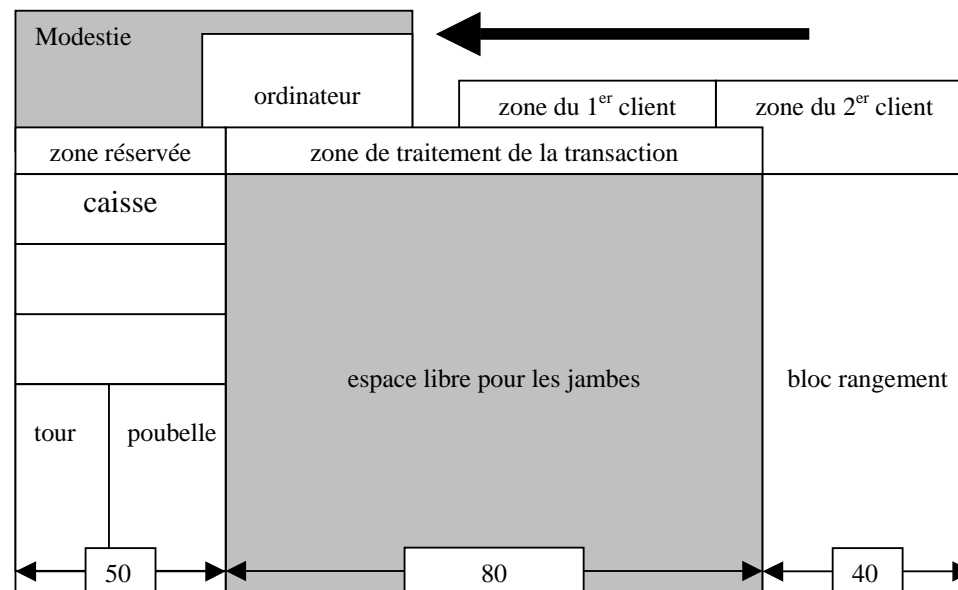 Modestie
ordinateur
zone du 1er client
zone du 2er client
zone réservée
zone de traitement de la transaction
caisse
espace libre pour les jambes
bloc rangement
tour
poubelle
50
80
40